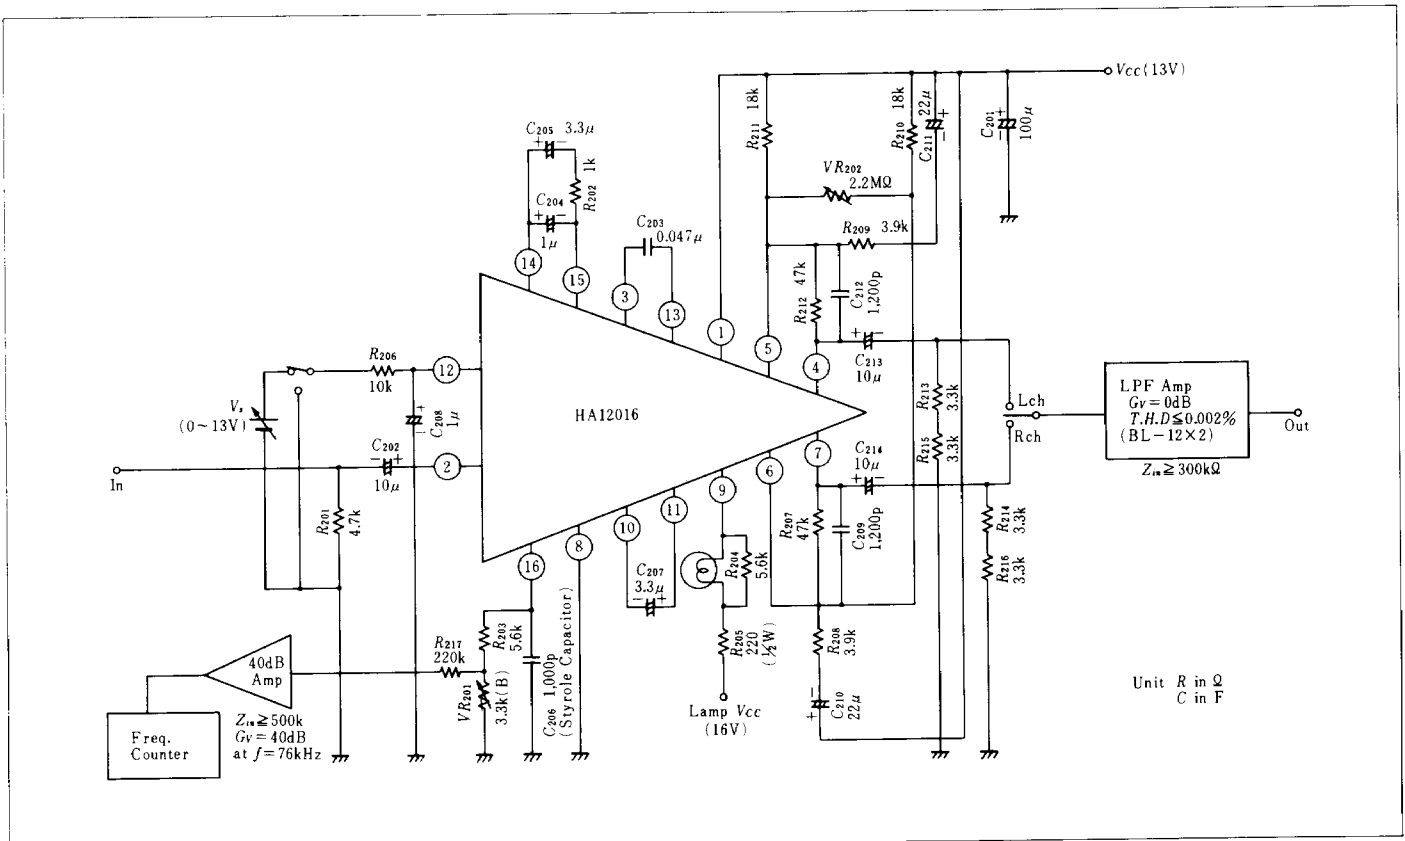 Vcc(13V)
C205 3.3μ
+ −
1k
R202
C204
+ −
1μ
C203
0.047μ
18k
R211
18k
R210
22μ
C211
+
−
C201
+
−
100μ
VR202
2.2MΩ
R209 3.9k
47k
R212
C212
1,200p
14
15
3
13
1
5
4
+ −
C213
10μ
R206
10k
12
Vs
(0~13V)
+
−
C208
1μ
HA12016
R213
3.3k
R215
3.3k
Lch
Rch
LPF Amp
Gv=0dB
T.H.D≦0.002%
(BL−12×2)
Zin≧300kΩ
Out
In
C202
− +
10μ
2
R201
4.7k
7
C214
10μ
+ −
6
9
11
10
8
16
R207
47k
C209
1,200p
R214
3.3k
R216
3.3k
C207
3.3μ
− +
R204
5.6k
R205
220
(½W)
R203
5.6k
C206 1,000p
(Styrole Capacitor)
R217
220k
VR201
3.3k(B)
R208
3.9k
−
+
C210
22μ
Lamp Vcc
(16V)
40dB
Amp
Zin≧500k
Gv=40dB
at f=76kHz
Freq.
Counter
Unit R in Ω
C in F